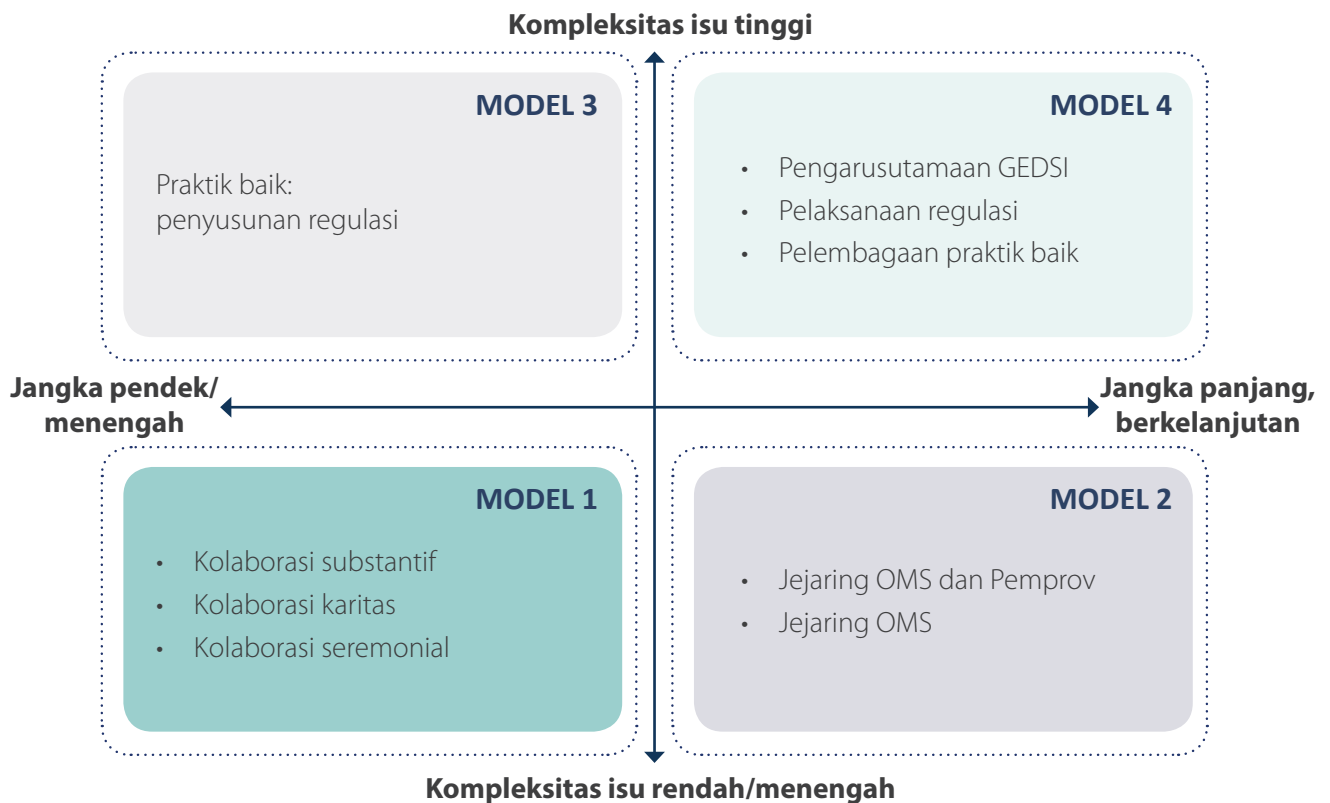 Kompleksitas isu tinggi
MODEL 3
Praktik baik:
penyusunan regulasi
MODEL 4
• Pengarusutamaan GEDSI
• Pelaksanaan regulasi
• Pelembagaan praktik baik
Jangka pendek/
menengah
Jangka panjang,
berkelanjutan
MODEL 1
• Kolaborasi substantif
• Kolaborasi karitas
• Kolaborasi seremonial
MODEL 2
• Jejaring OMS dan Pemprov
• Jejaring OMS
Kompleksitas isu rendah/menengah